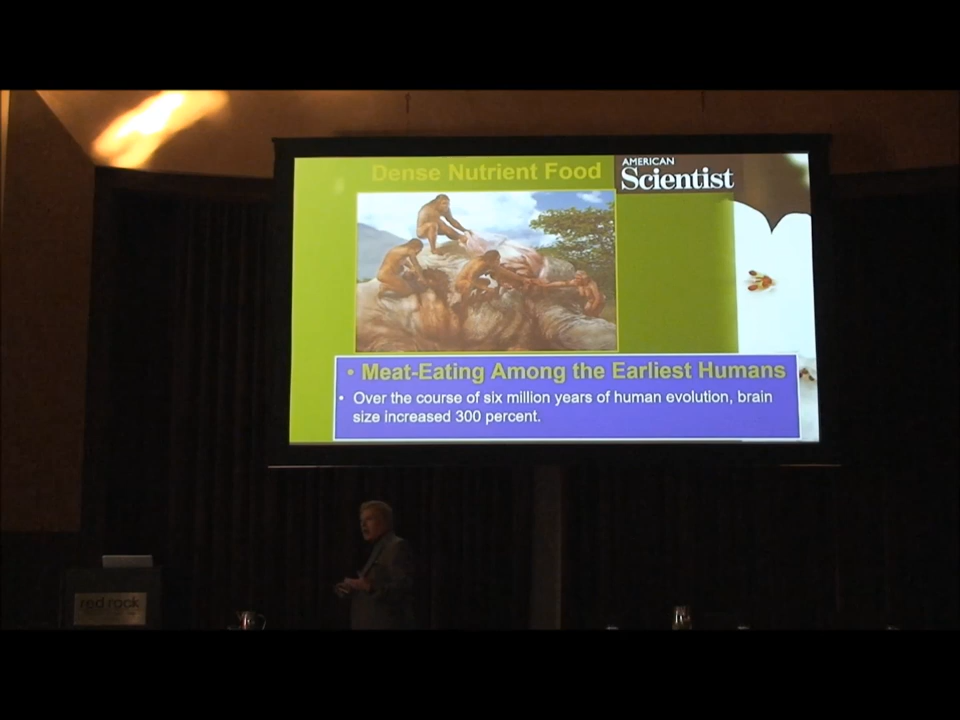 Dense Nutrient Food
AMERICAN
Scientist
• Meat-Eating Among the Earliest Humans
• Over the course of six million years of human evolution, brain
size increased 300 percent.
red rock